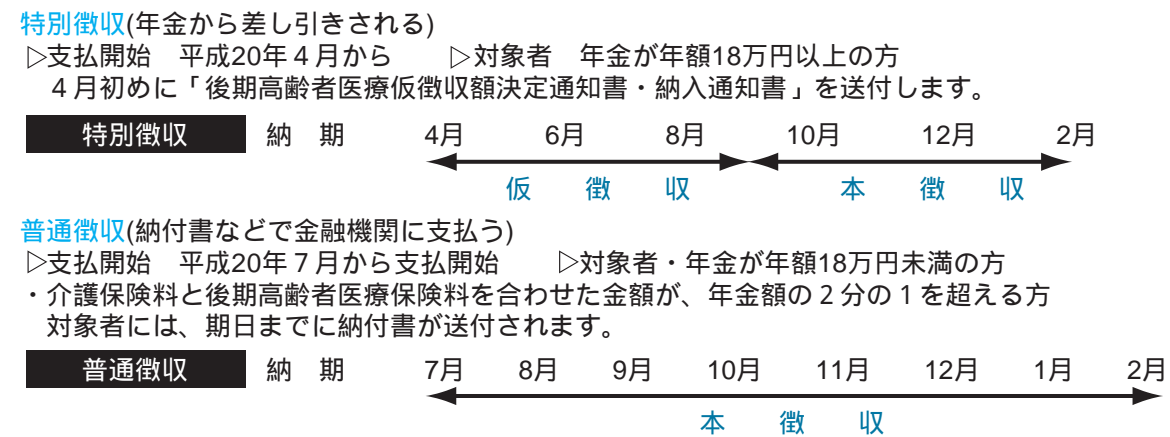 特別徴収(年金から差し引きされる)
▷支払開始　平成20年４月から　　▷対象者　年金が年額18万円以上の方
４月初めに「後期高齢者医療仮徴収額決定通知書・納入通知書」を送付します。
特別徴収　納　期　4月　6月　8月　10月　12月　2月
仮　徴　収　本　徴　収
普通徴収(納付書などで金融機関に支払う)
▷支払開始　平成20年７月から支払開始　　▷対象者・年金が年額18万円未満の方
・介護保険料と後期高齢者医療保険料を合わせた金額が、年金額の２分の１を超える方
対象者には、期日までに納付書が送付されます。
普通徴収　納　期　7月　8月　9月　10月　11月　12月　1月　2月
本　徴　収